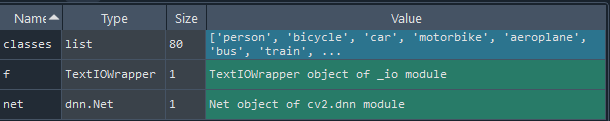 Name Type Size Value
classes list 80 ['person', 'bicycle', 'car', 'motorbike', 'aeroplane',
'bus', 'train', ...
f TextIOWrapper 1 TextIOWrapper object of _io module
net dnn.Net 1 Net object of cv2.dnn module